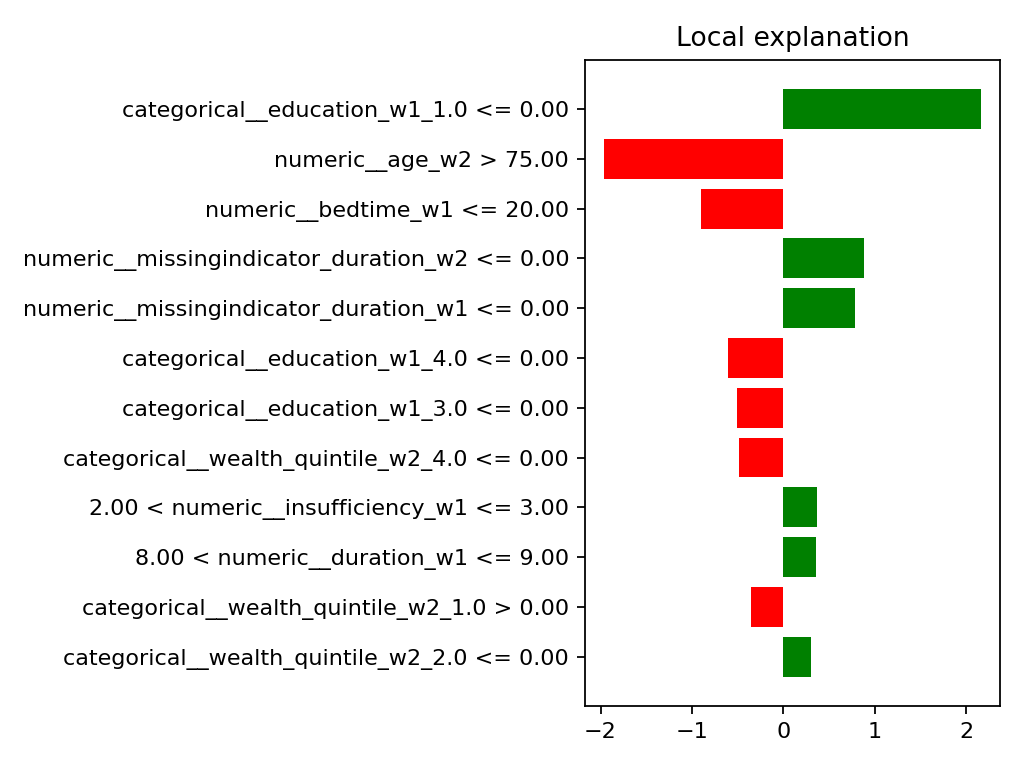 Local explanation
categorical__education_w1_1.0 <= 0.00
numeric__age_w2 > 75.00
numeric__bedtime_w1 <= 20.00
numeric__missingindicator_duration_w2 <= 0.00
numeric__missingindicator_duration_w1 <= 0.00
categorical__education_w1_4.0 <= 0.00
categorical__education_w1_3.0 <= 0.00
categorical__wealth_quintile_w2_4.0 <= 0.00
2.00 < numeric__insufficiency_w1 <= 3.00
8.00 < numeric__duration_w1 <= 9.00
categorical__wealth_quintile_w2_1.0 > 0.00
categorical__wealth_quintile_w2_2.0 <= 0.00
−2 −1 0 1 2